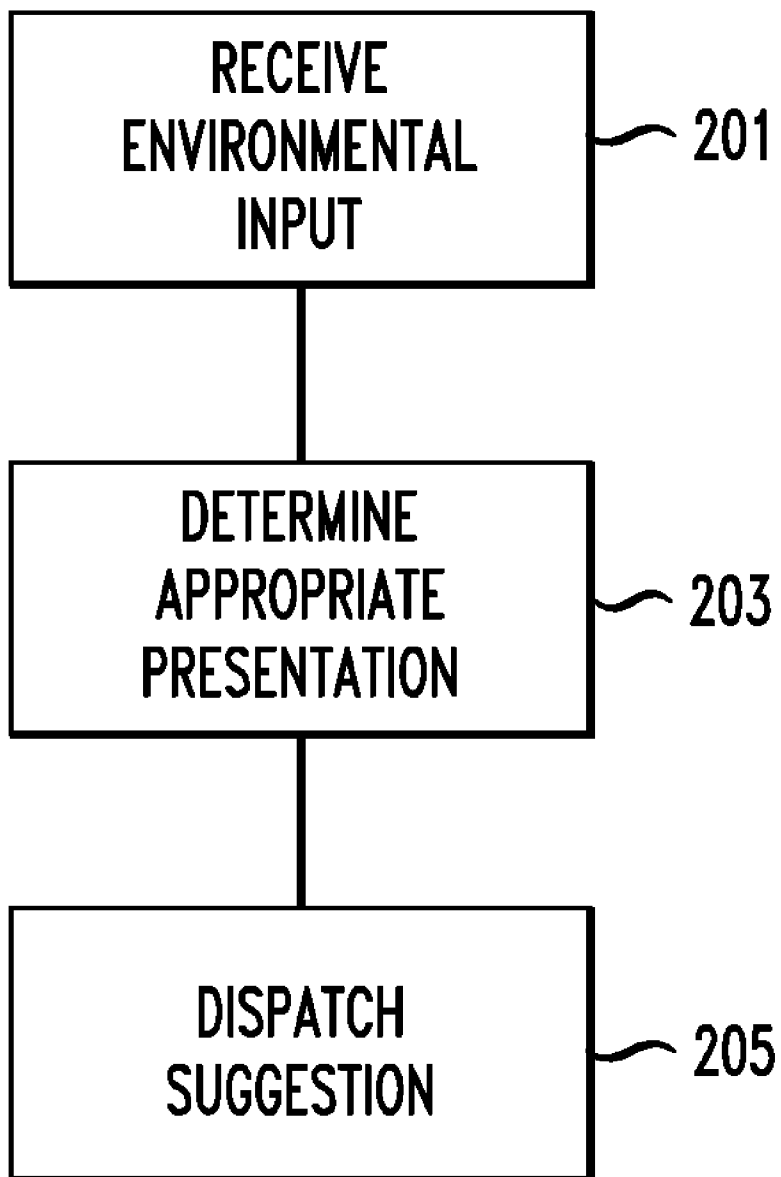 RECEIVE
ENVIRONMENTAL
INPUT
201
DETERMINE
APPROPRIATE
PRESENTATION
203
DISPATCH
SUGGESTION
205